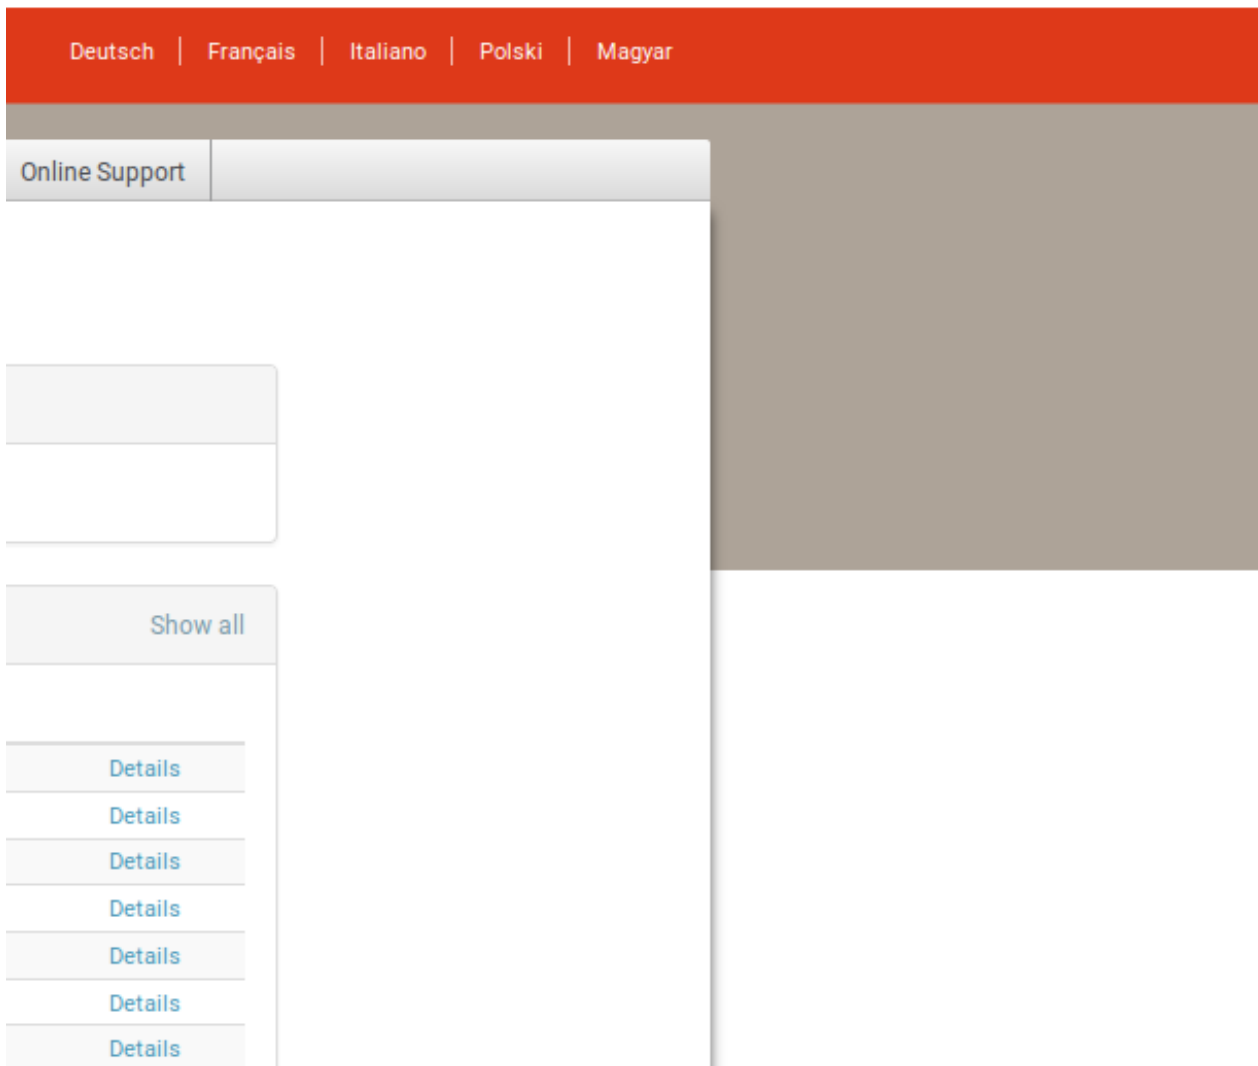 Deutsch | Français | Italiano | Polski | Magyar
Online Support
Show all
Details
Details
Details
Details
Details
Details
Details